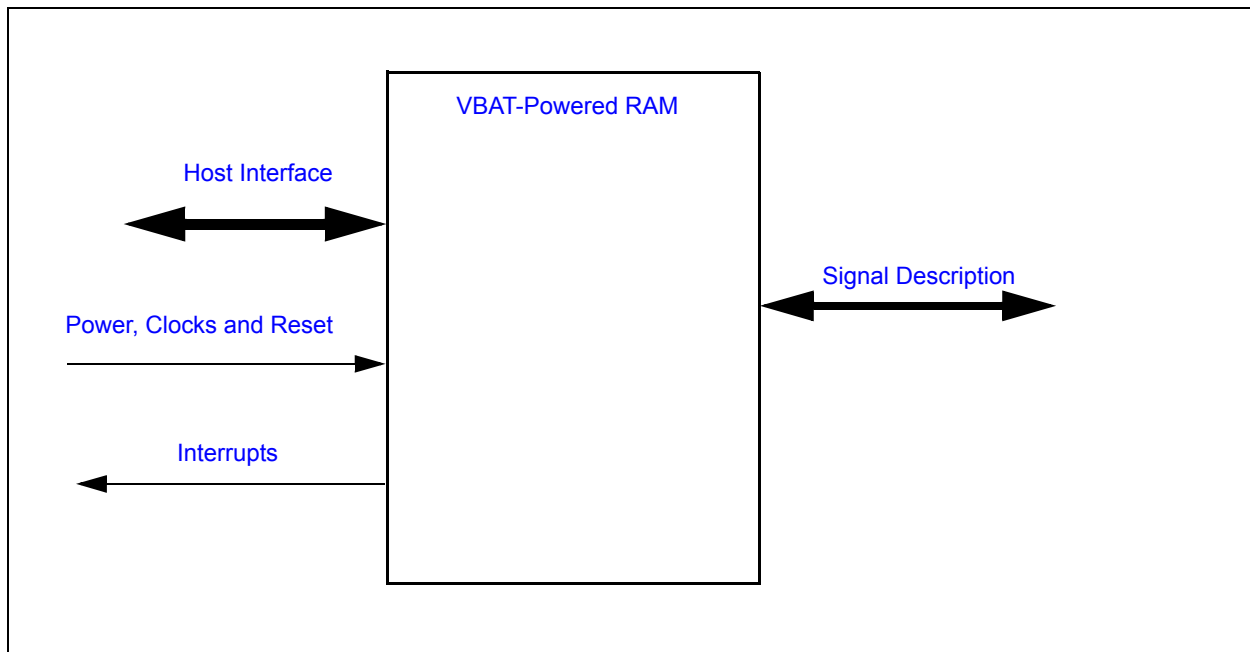 VBAT-Powered RAM
Host Interface
Signal Description
Power, Clocks and Reset
Interrupts